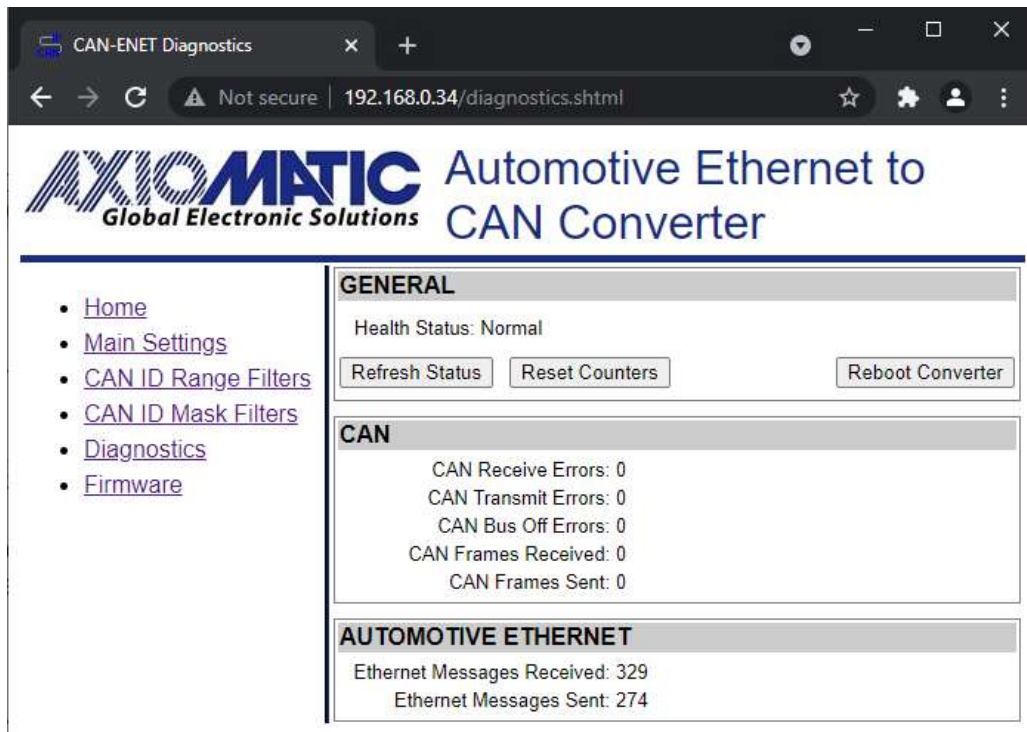 CAN-ENET Diagnostics
Not secure | 192.168.0.34/diagnostics.shtml
AXIOMATIC
Global Electronic Solutions
Automotive Ethernet to
CAN Converter
Home
Main Settings
CAN ID Range Filters
CAN ID Mask Filters
Diagnostics
Firmware
GENERAL
Health Status: Normal
Refresh Status Reset Counters Reboot Converter
CAN
CAN Receive Errors: 0
CAN Transmit Errors: 0
CAN Bus Off Errors: 0
CAN Frames Received: 0
CAN Frames Sent: 0
AUTOMOTIVE ETHERNET
Ethernet Messages Received: 329
Ethernet Messages Sent: 274